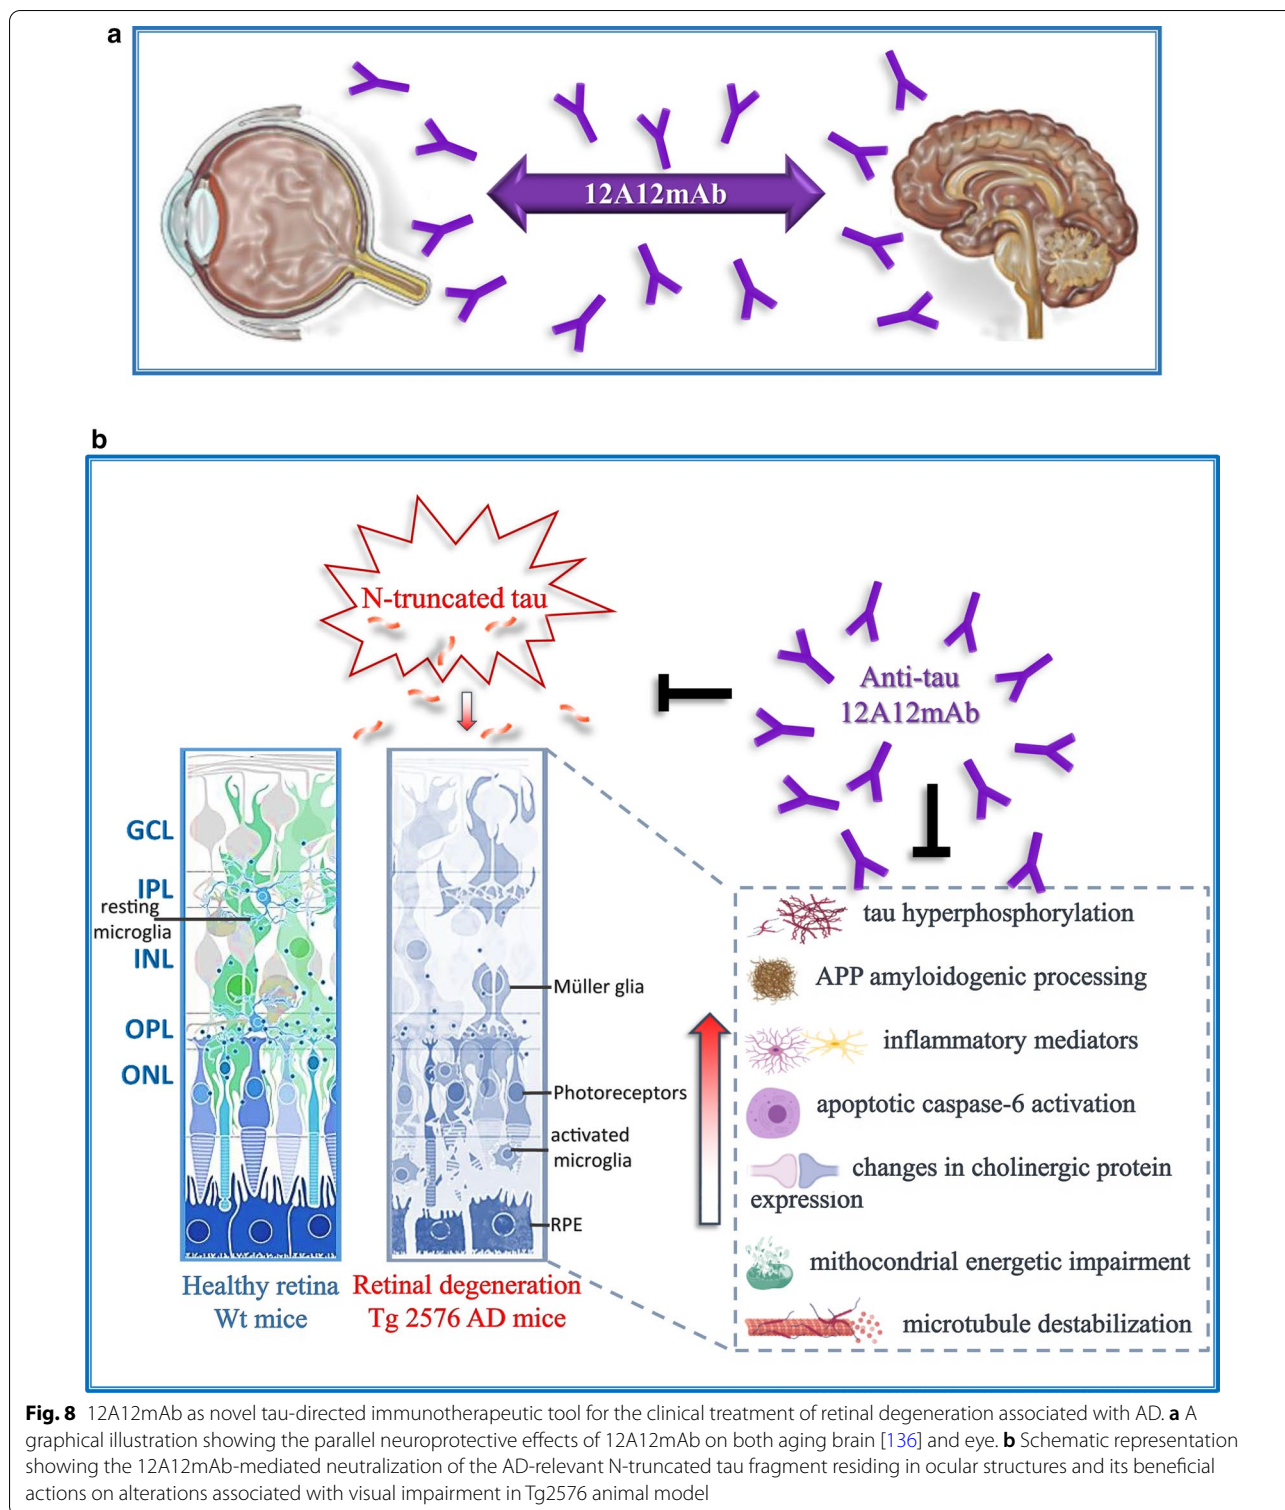 a
12A12mAb
b
N-truncated tau
Anti-tau
12A12mAb
GCL
IPL
resting
microglia
INL
OPL
ONL
Müller glia
Photoreceptors
activated
microglia
RPE
Healthy retina
Wt mice
Retinal degeneration
Tg 2576 AD mice
tau hyperphosphorylation
APP amyloidogenic processing
inflammatory mediators
apoptotic caspase-6 activation
changes in cholinergic protein
expression
mithocondrial energetic impairment
microtubule destabilization
Fig. 8 12A12mAb as novel tau-directed immunotherapeutic tool for the clinical treatment of retinal degeneration associated with AD. a A
graphical illustration showing the parallel neuroprotective effects of 12A12mAb on both aging brain [136] and eye. b Schematic representation
showing the 12A12mAb-mediated neutralization of the AD-relevant N-truncated tau fragment residing in ocular structures and its beneficial
actions on alterations associated with visual impairment in Tg2576 animal model